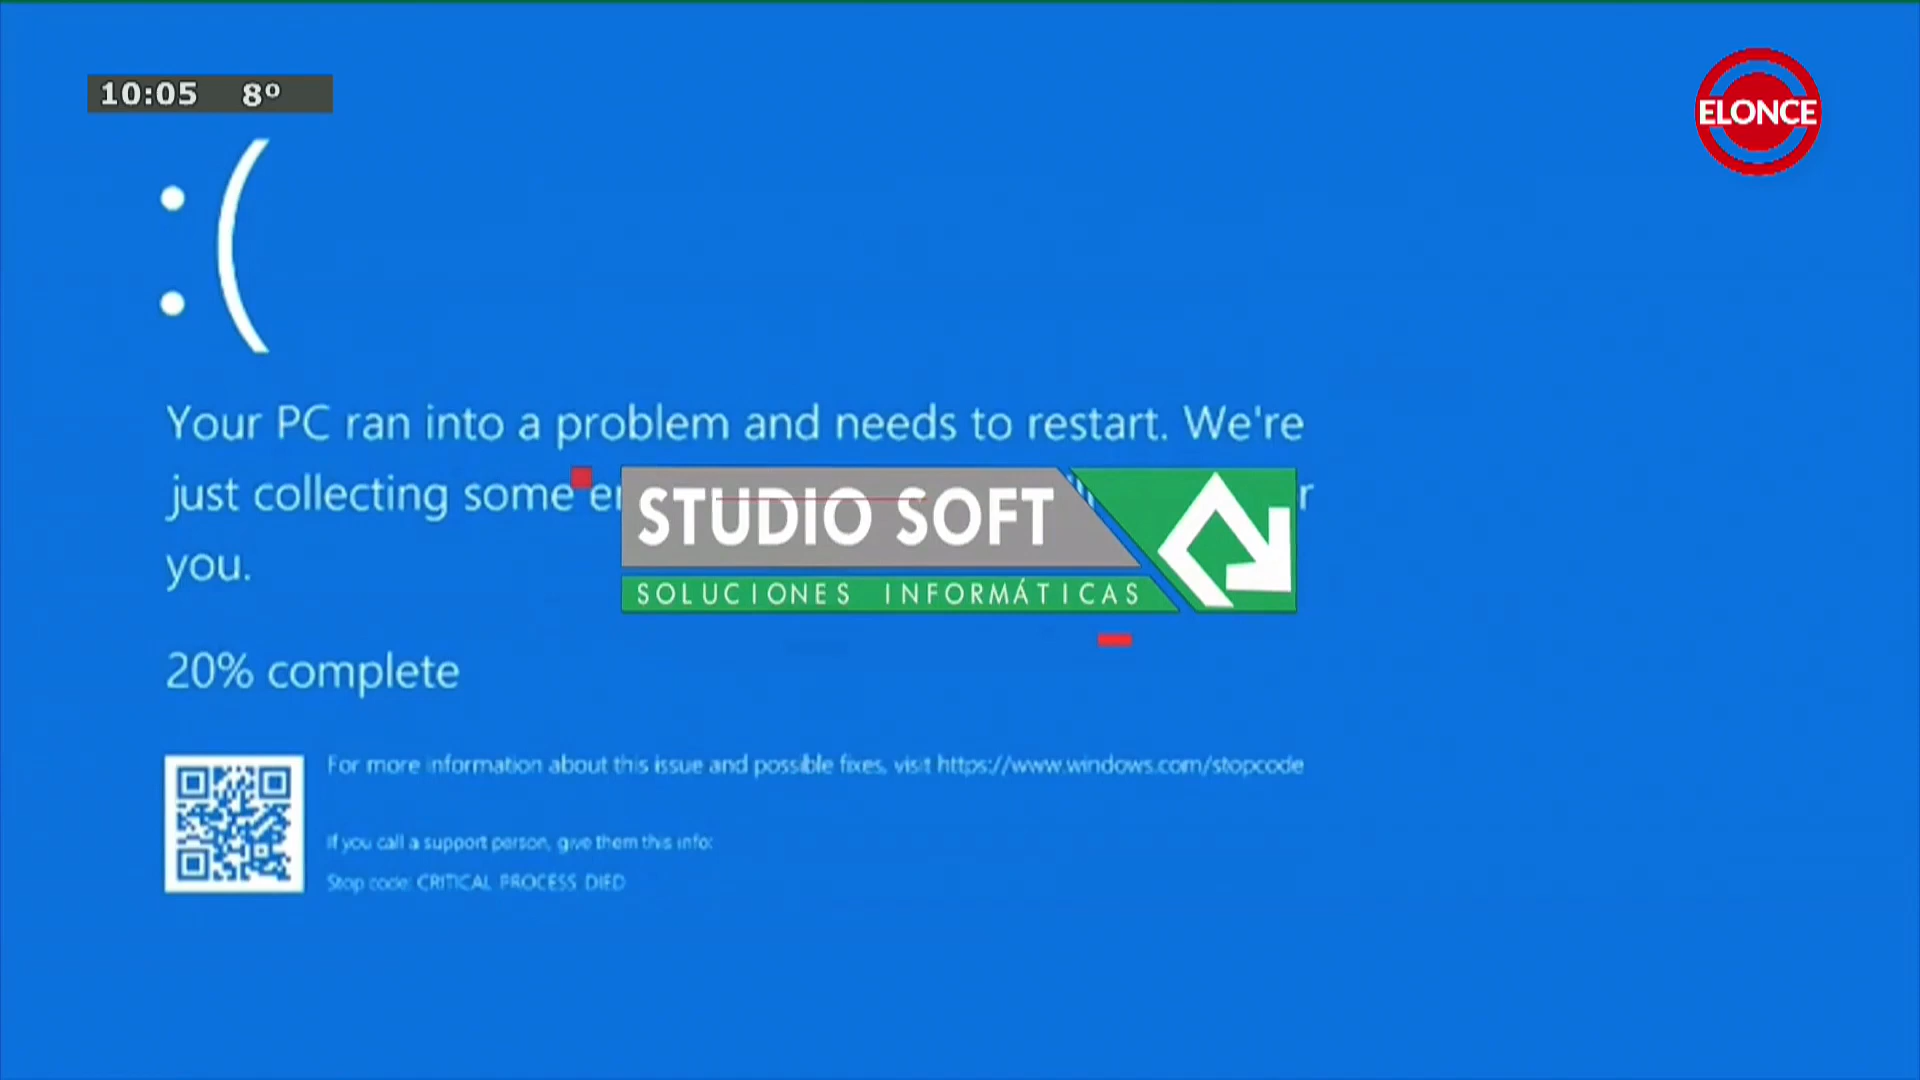 10:05 8º
ELONCE
:(
Your PC ran into a problem and needs to restart. We're
just collecting some
you.
STUDIO SOFT
SOLUCIONES INFORMÁTICAS
20% complete
For more information about this issue and possible fixes, visit https://www.windows.com/stopcode
If you call a support person, give them this info:
Stop code: CRITICAL PROCESS DIED